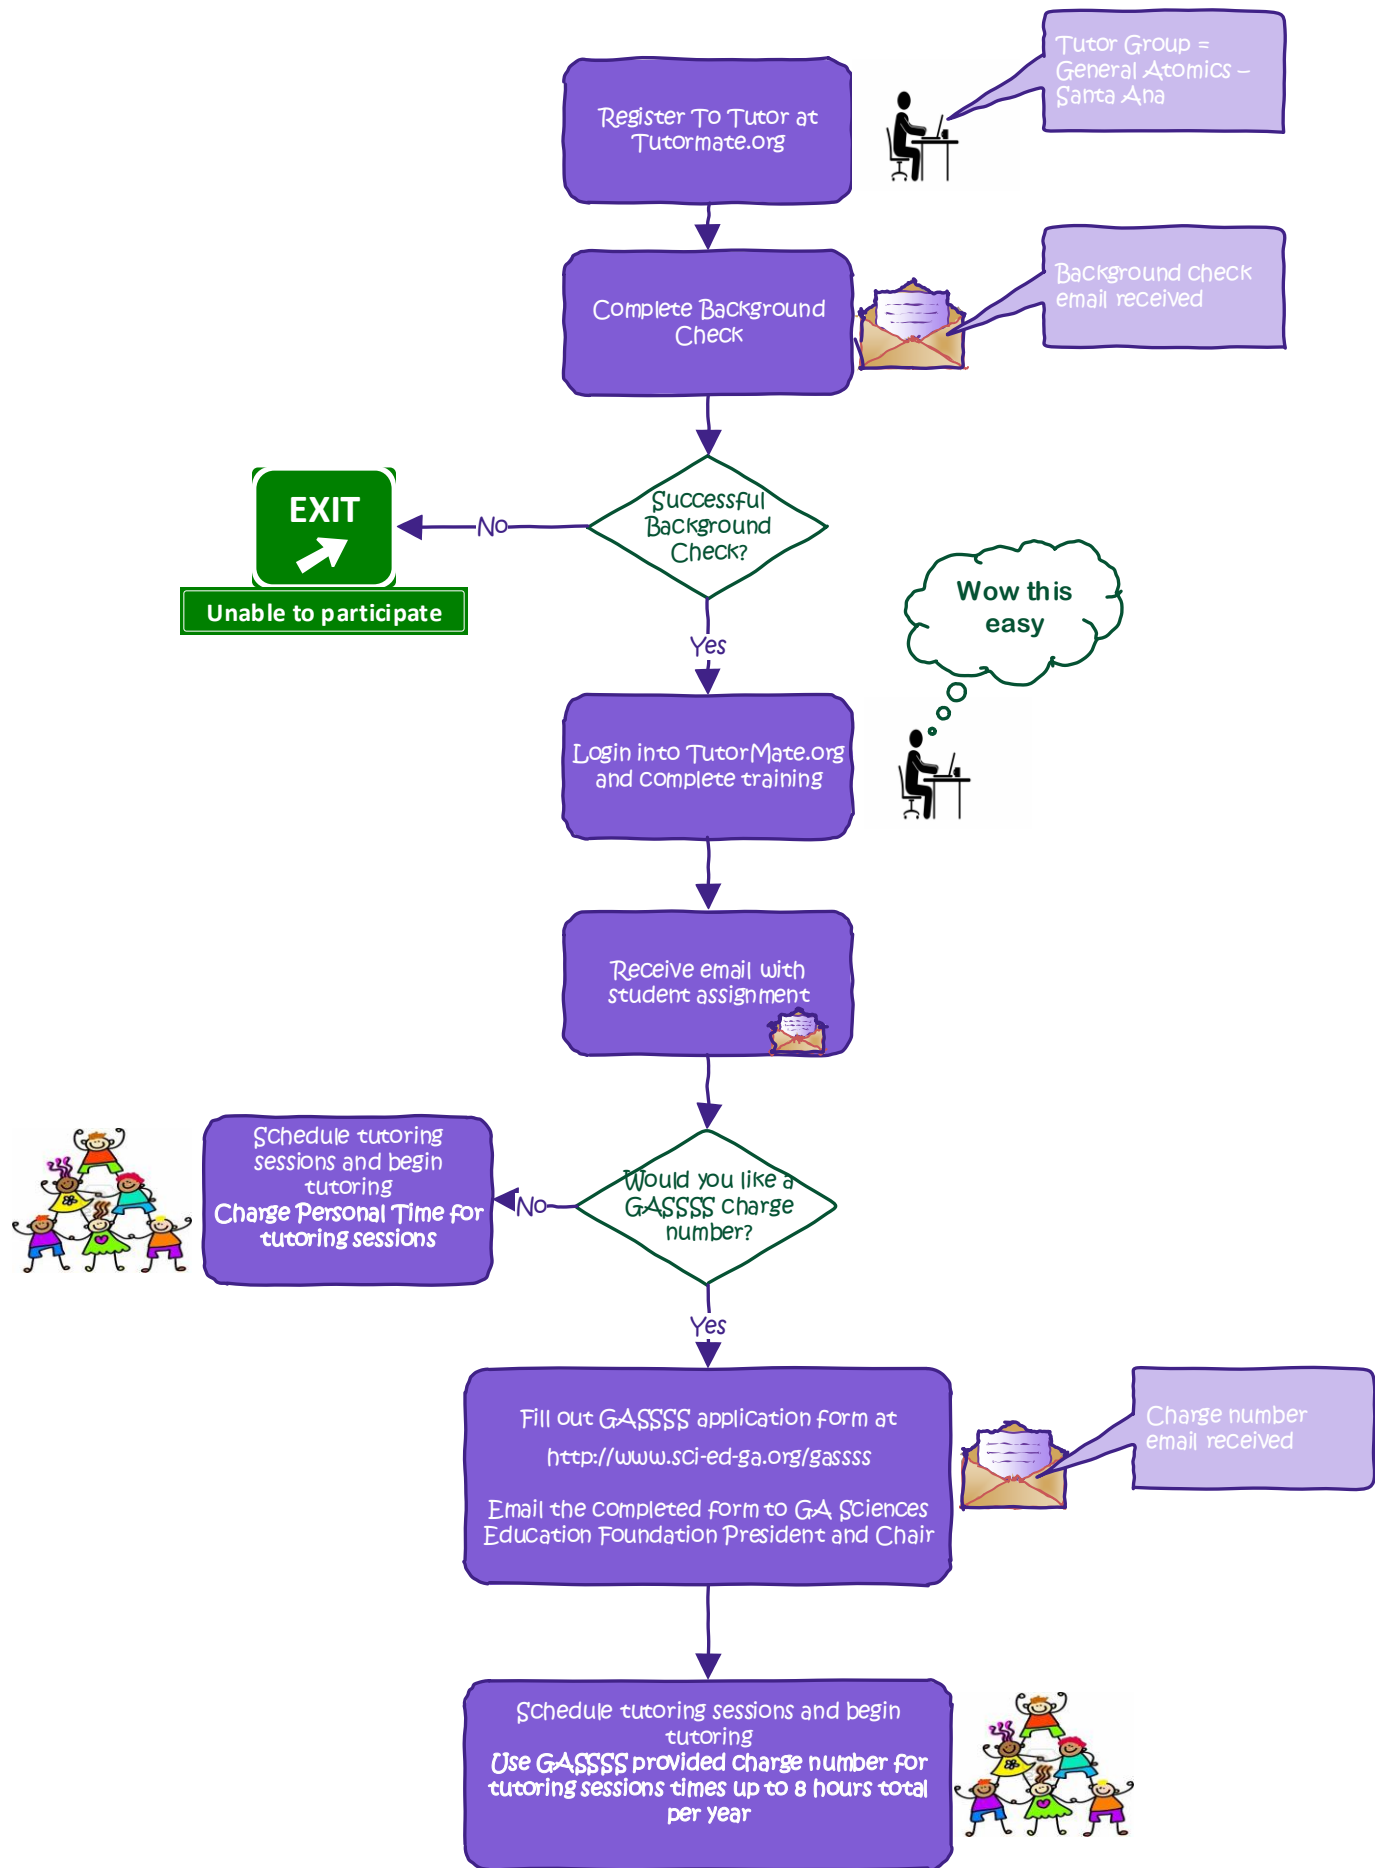 Tutor Group =
General Atomics –
Santa Ana
Register To Tutor at
Tutormate.org
Background check
email received
Complete Background
Check
Successful
Background
Check?
No
EXIT
Unable to participate
Yes
Wow this
easy
Login into TutorMate.org
and complete training
Receive email with
student assignment
Would you like a
GASSSS charge
number?
No
Schedule tutoring
sessions and begin
tutoring
Charge Personal Time for
tutoring sessions
Yes
Fill out GASSSS application form at
http://www.sci-ed-ga.org/gassss
Email the completed form to GA Sciences
Education Foundation President and Chair
Charge number
email received
Schedule tutoring sessions and begin
tutoring
Use GASSSS provided charge number for
tutoring sessions times up to 8 hours total
per year